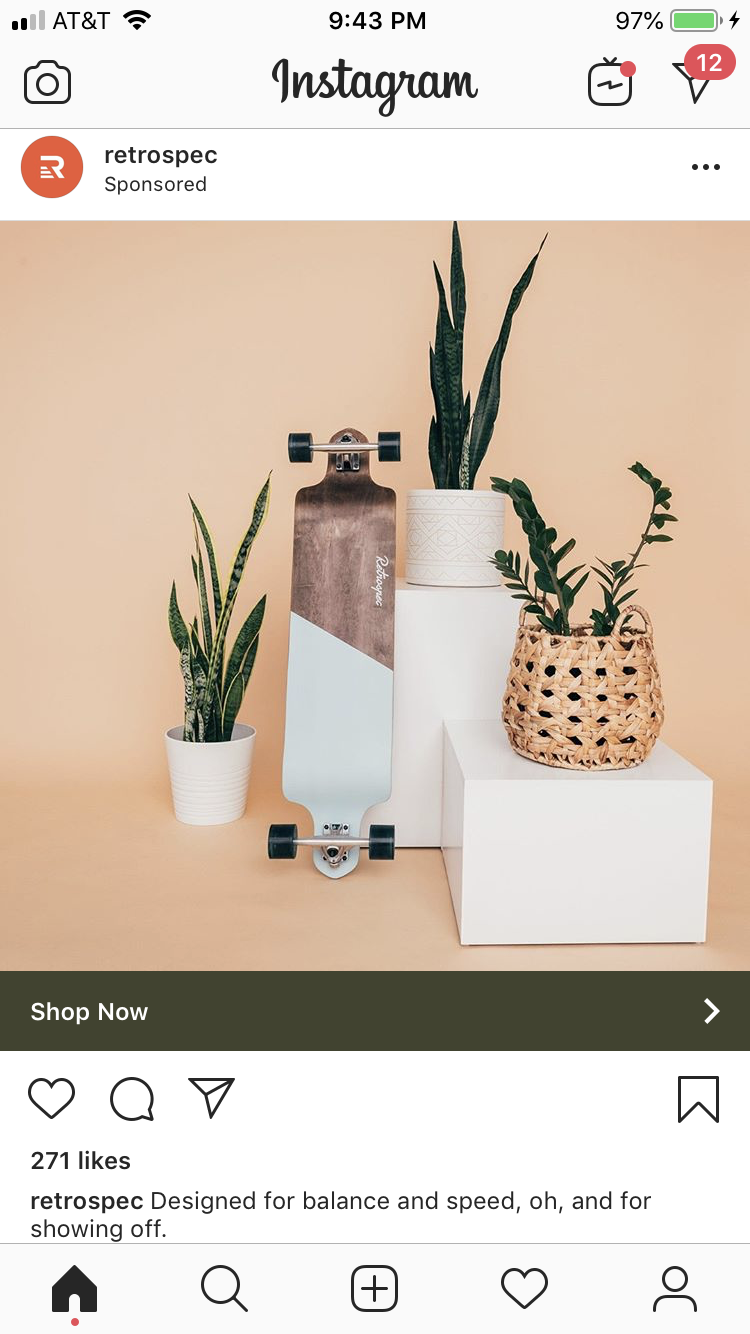 AT&T 9:43 PM 97%
Instagram
12
R
retrospec
Sponsored
Retrospec
Shop Now
271 likes
retrospec Designed for balance and speed, oh, and for
showing off.